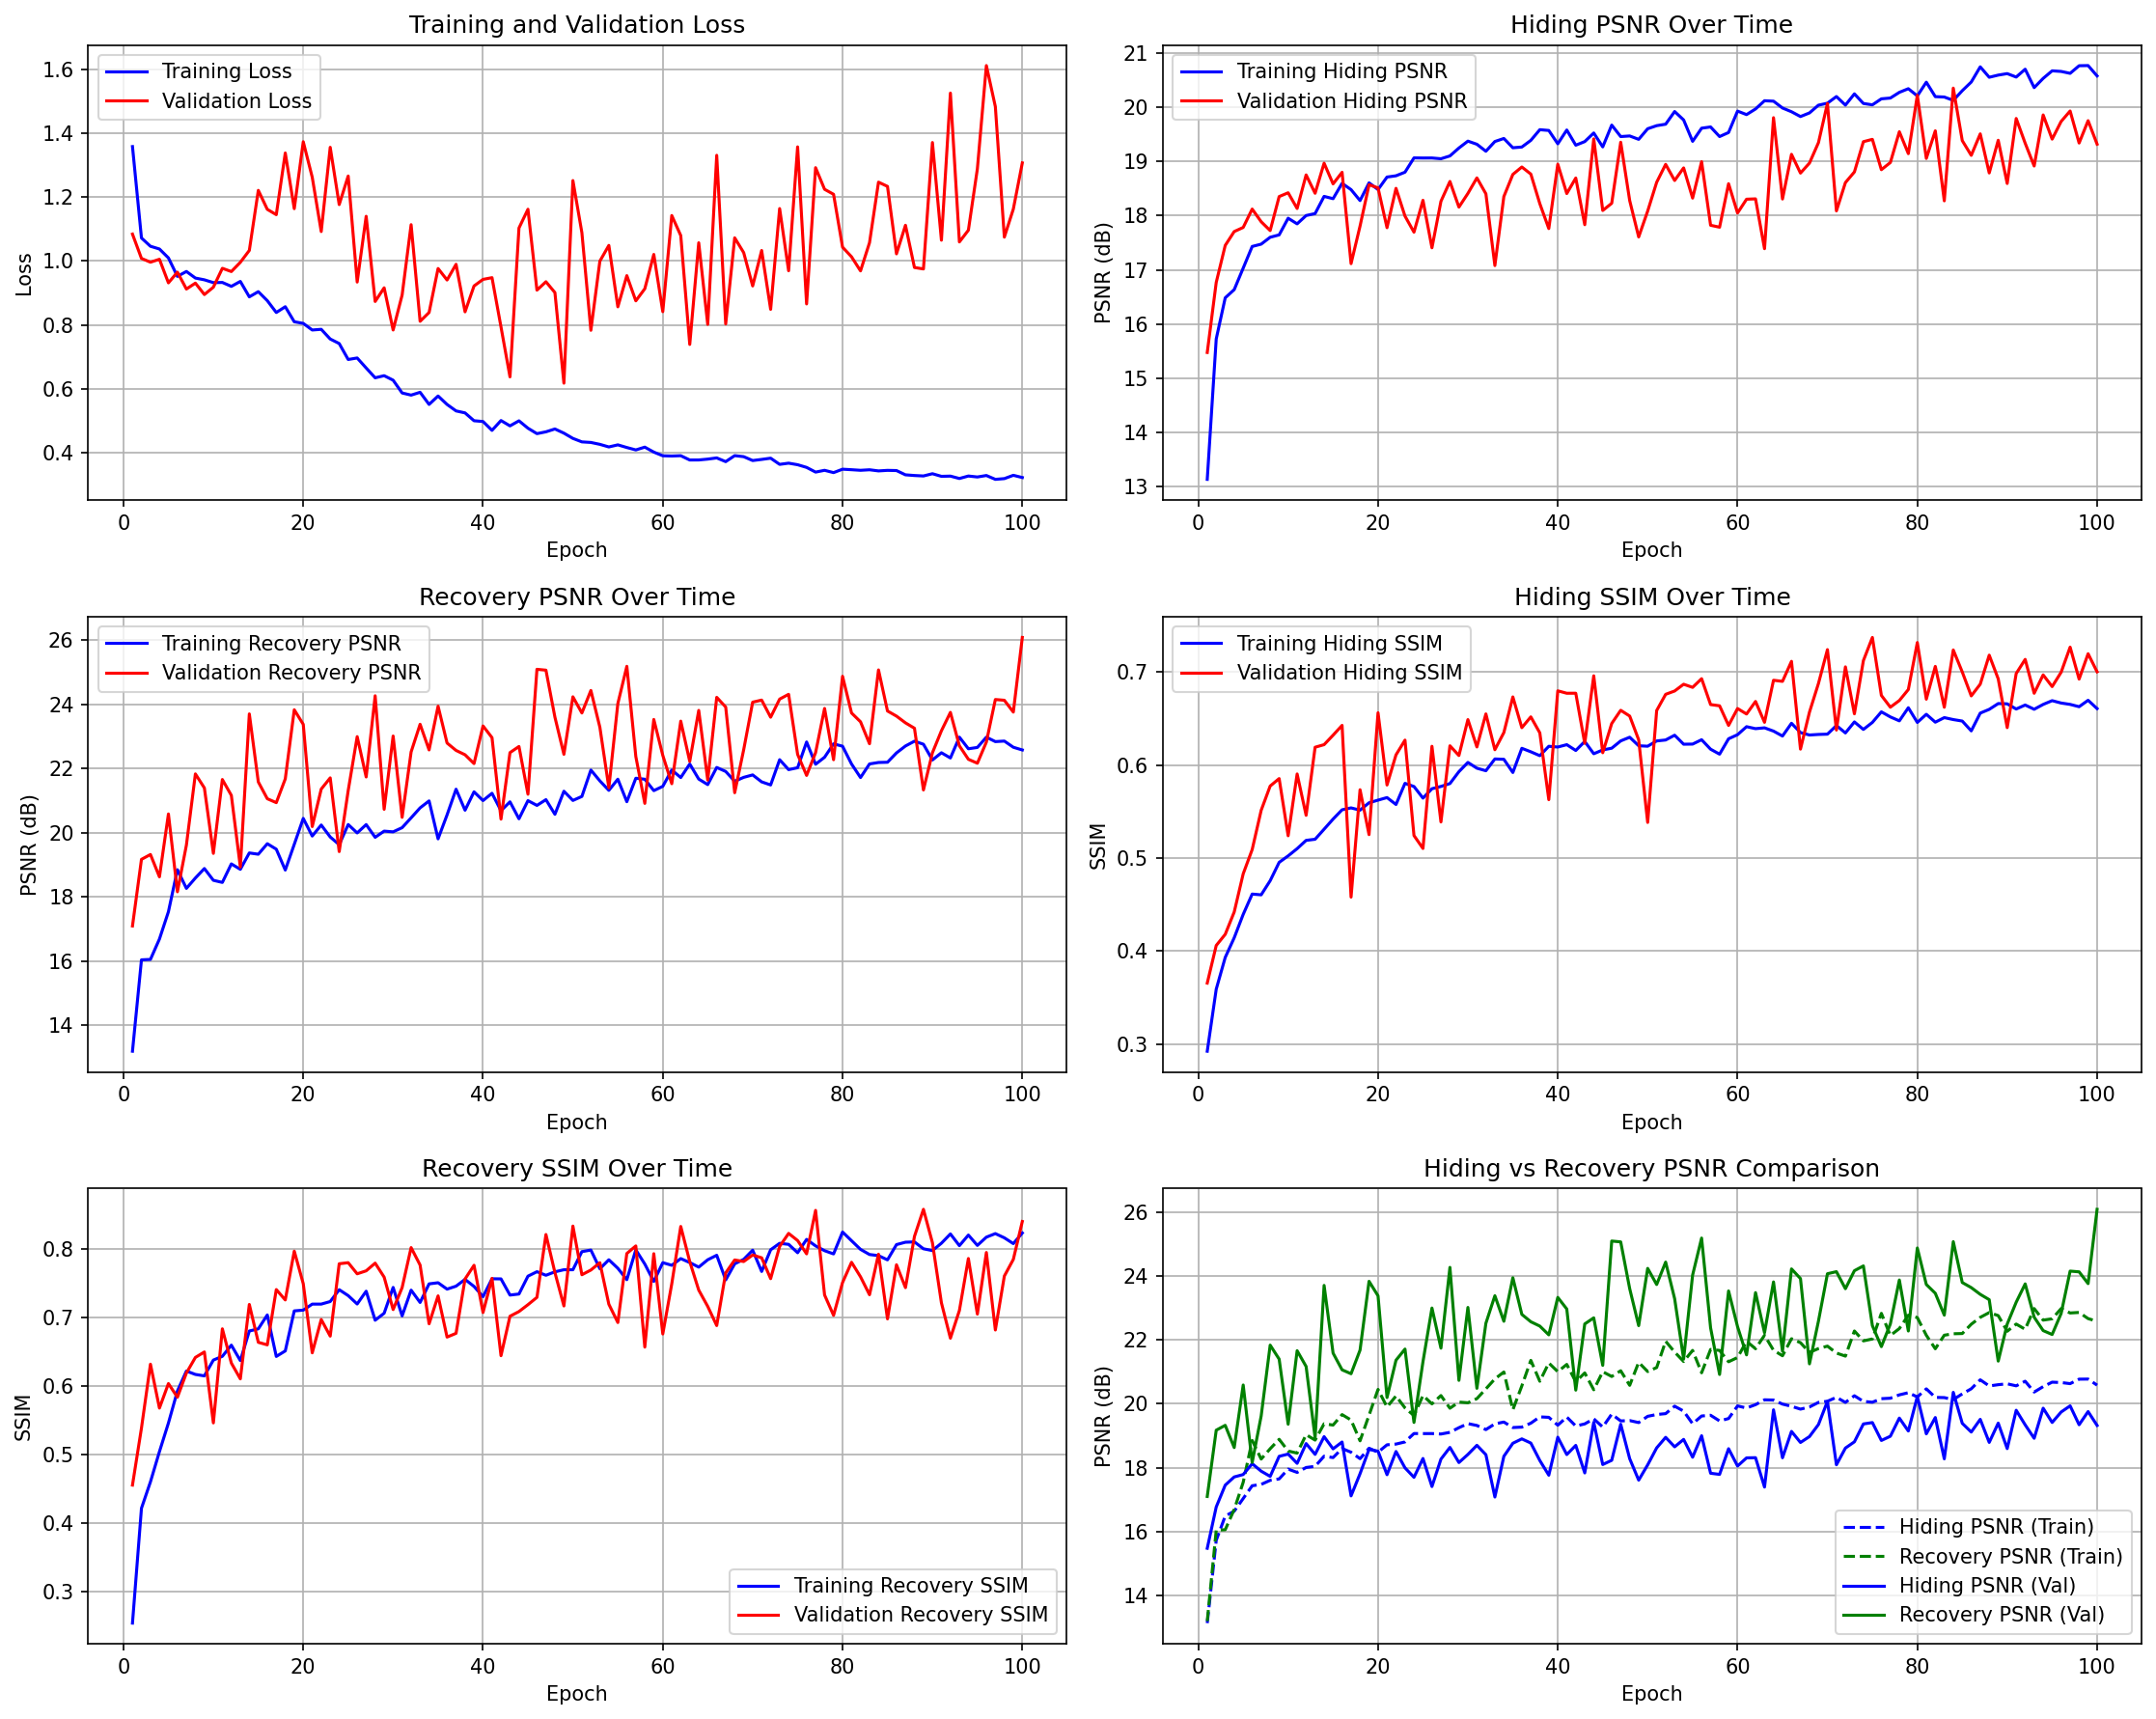 Training and Validation Loss
Training Loss
Validation Loss
1.6
1.4
1.2
1.0
0.8
0.6
0.4
Loss
0 20 40 60 80 100
Epoch
Hiding PSNR Over Time
Training Hiding PSNR
Validation Hiding PSNR
21
20
19
18
17
16
15
14
13
PSNR (dB)
0 20 40 60 80 100
Epoch
Recovery PSNR Over Time
Training Recovery PSNR
Validation Recovery PSNR
26
24
22
20
18
16
14
PSNR (dB)
0 20 40 60 80 100
Epoch
Hiding SSIM Over Time
Training Hiding SSIM
Validation Hiding SSIM
0.7
0.6
0.5
0.4
0.3
SSIM
0 20 40 60 80 100
Epoch
Recovery SSIM Over Time
0.8
0.7
0.6
0.5
0.4
0.3
SSIM
Training Recovery SSIM
Validation Recovery SSIM
0 20 40 60 80 100
Epoch
Hiding vs Recovery PSNR Comparison
26
24
22
20
18
16
14
PSNR (dB)
Hiding PSNR (Train)
Recovery PSNR (Train)
Hiding PSNR (Val)
Recovery PSNR (Val)
0 20 40 60 80 100
Epoch